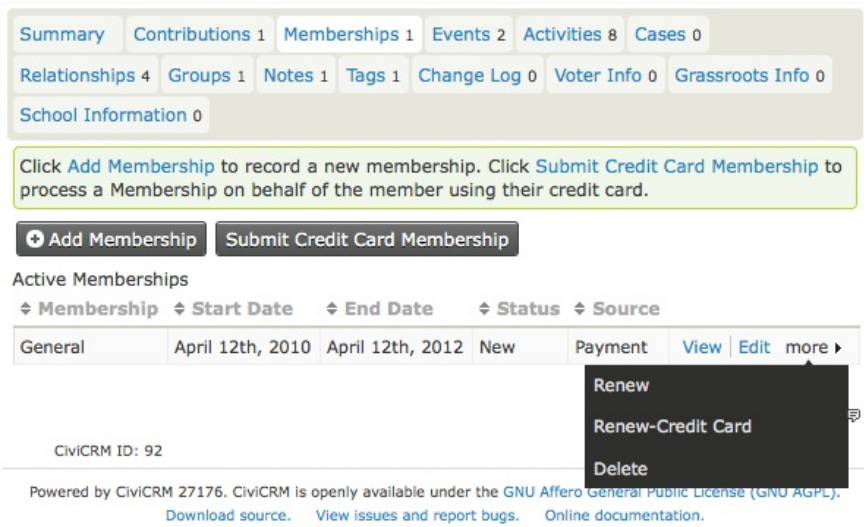 Summary Contributions 1 Memberships 1 Events 2 Activities 8 Cases 0
Relationships 4 Groups 1 Notes 1 Tags 1 Change Log 0 Voter Info 0 Grassroots Info 0
School Information 0
Click Add Membership to record a new membership. Click Submit Credit Card Membership to
process a Membership on behalf of the member using their credit card.
Add Membership Submit Credit Card Membership
Active Memberships
Membership Start Date End Date Status Source
General April 12th, 2010 April 12th, 2012 New Payment View Edit more
Renew
Renew-Credit Card
Delete
CiviCRM ID: 92
Powered by CiviCRM 27176. CiviCRM is openly available under the GNU Affero General Public License (GNU AGPL).
Download source. View issues and report bugs. Online documentation.